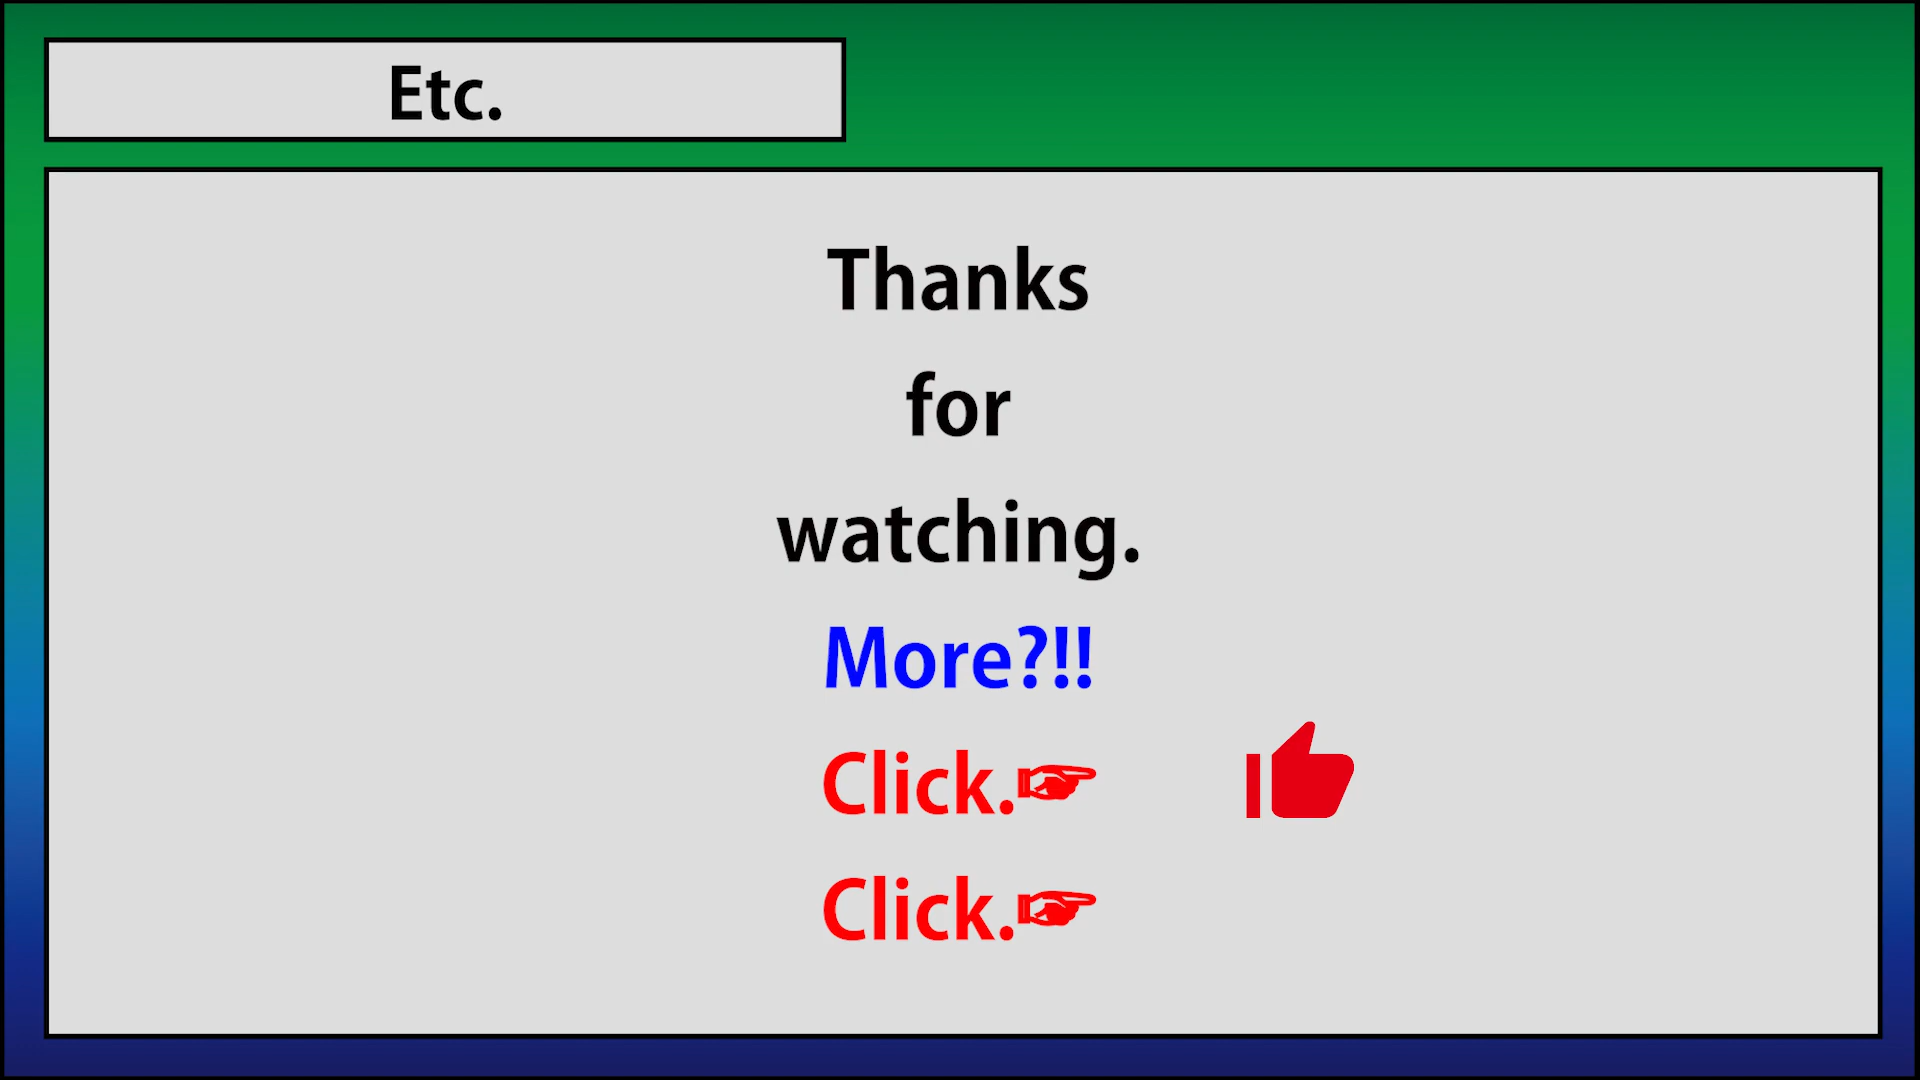 Etc.
Thanks
for
watching.
More?!!
Click.☞
Click.☞